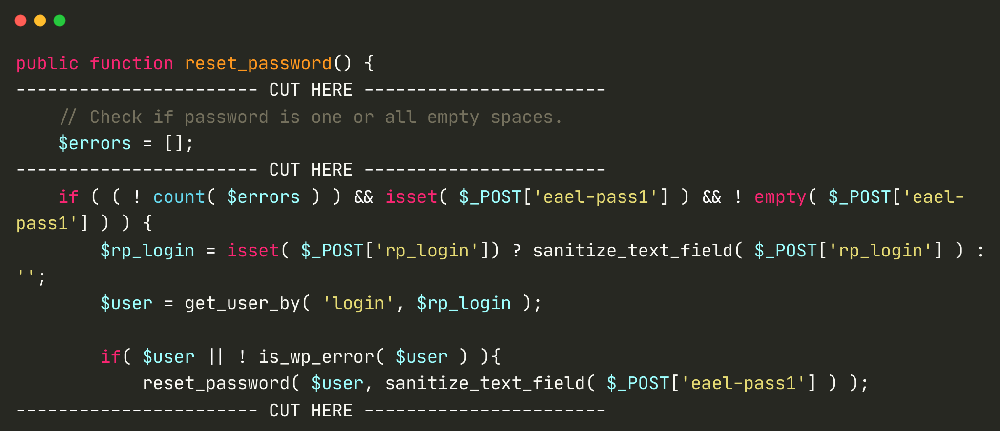 public function reset_password() {
----------------------- CUT HERE -----------------------
    // Check if password is one or all empty spaces.
    $errors = [];
----------------------- CUT HERE -----------------------
    if ( ( ! count( $errors ) ) && isset( $_POST['eael-pass1'] ) && ! empty( $_POST['eael-
pass1'] ) ) {
        $rp_login = isset( $_POST['rp_login']) ? sanitize_text_field( $_POST['rp_login'] ) :
'';
        $user = get_user_by( 'login', $rp_login );
        if( $user || ! is_wp_error( $user ) ){
            reset_password( $user, sanitize_text_field( $_POST['eael-pass1'] ) );
----------------------- CUT HERE -----------------------